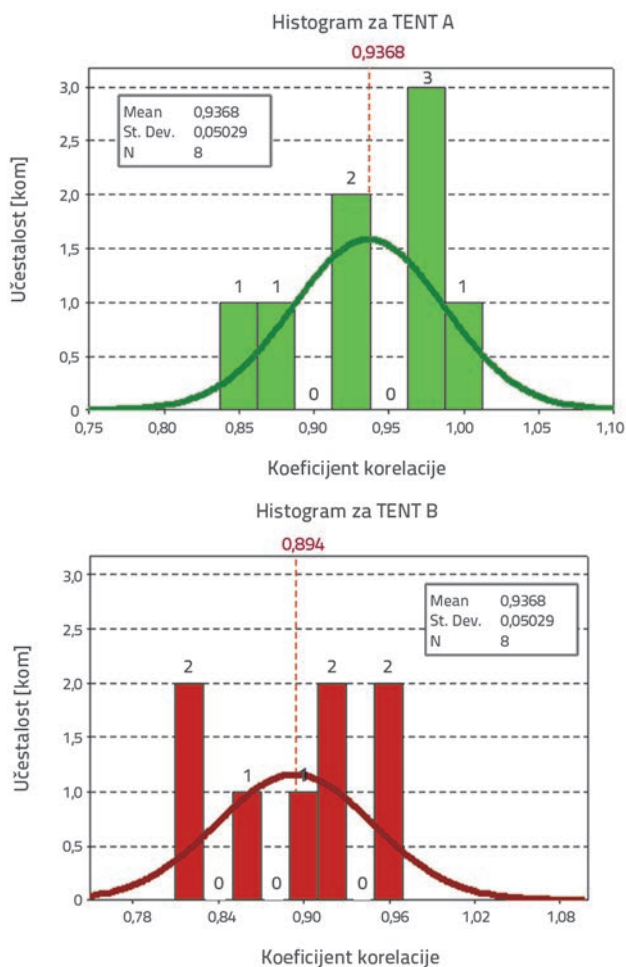 Histogram za TENT A
0,9368
3
3,0
Mean 0,9368
St. Dev. 0,05029
N 8
2,5
2
2,0
Učestalost [kom]
1,5
1 1 1
1,0
0,5
0 0
0
0,75 0,80 0,85 0,90 0,95 1,00 1,05 1,10
Koeficijent korelacije
Histogram za TENT B
0,894
3,0
Mean 0,9368
St. Dev. 0,05029
N 8
2,5
2 2 2
2,0
Učestalost [kom]
1,5
1 1
1,0
0,5
0 0 0
0
0,78 0,84 0,90 0,96 1,02 1,08
Koeficijent korelacije